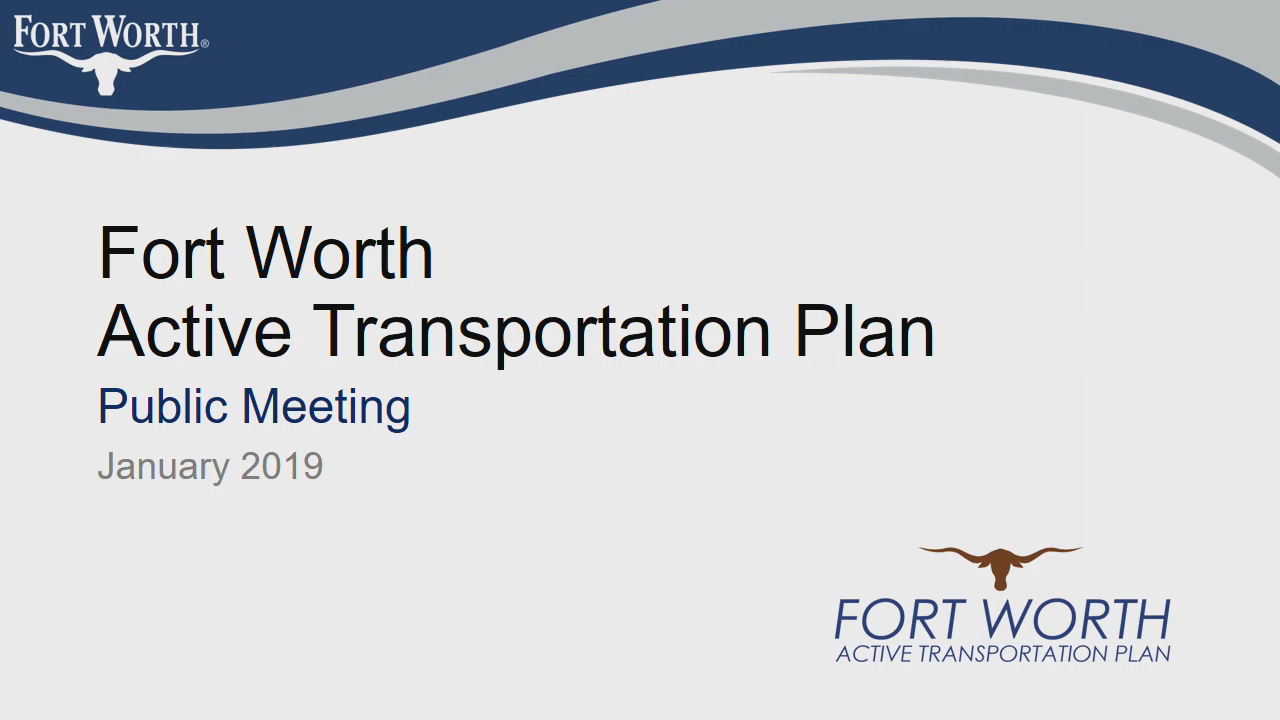 FORT WORTH®
Fort Worth
Active Transportation Plan
Public Meeting
January 2019
FORT WORTH
ACTIVE TRANSPORTATION PLAN